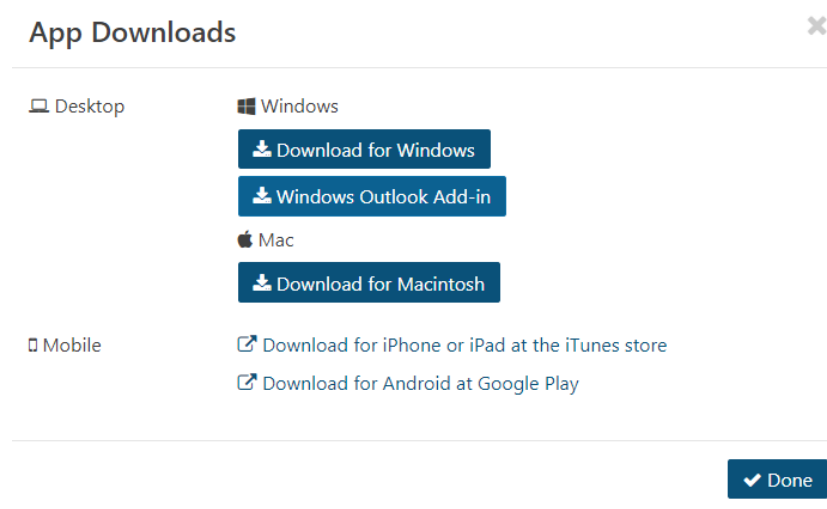 App Downloads
Desktop
Windows
Download for Windows
Windows Outlook Add-in
Mac
Download for Macintosh
Mobile
Download for iPhone or iPad at the iTunes store
Download for Android at Google Play
Done